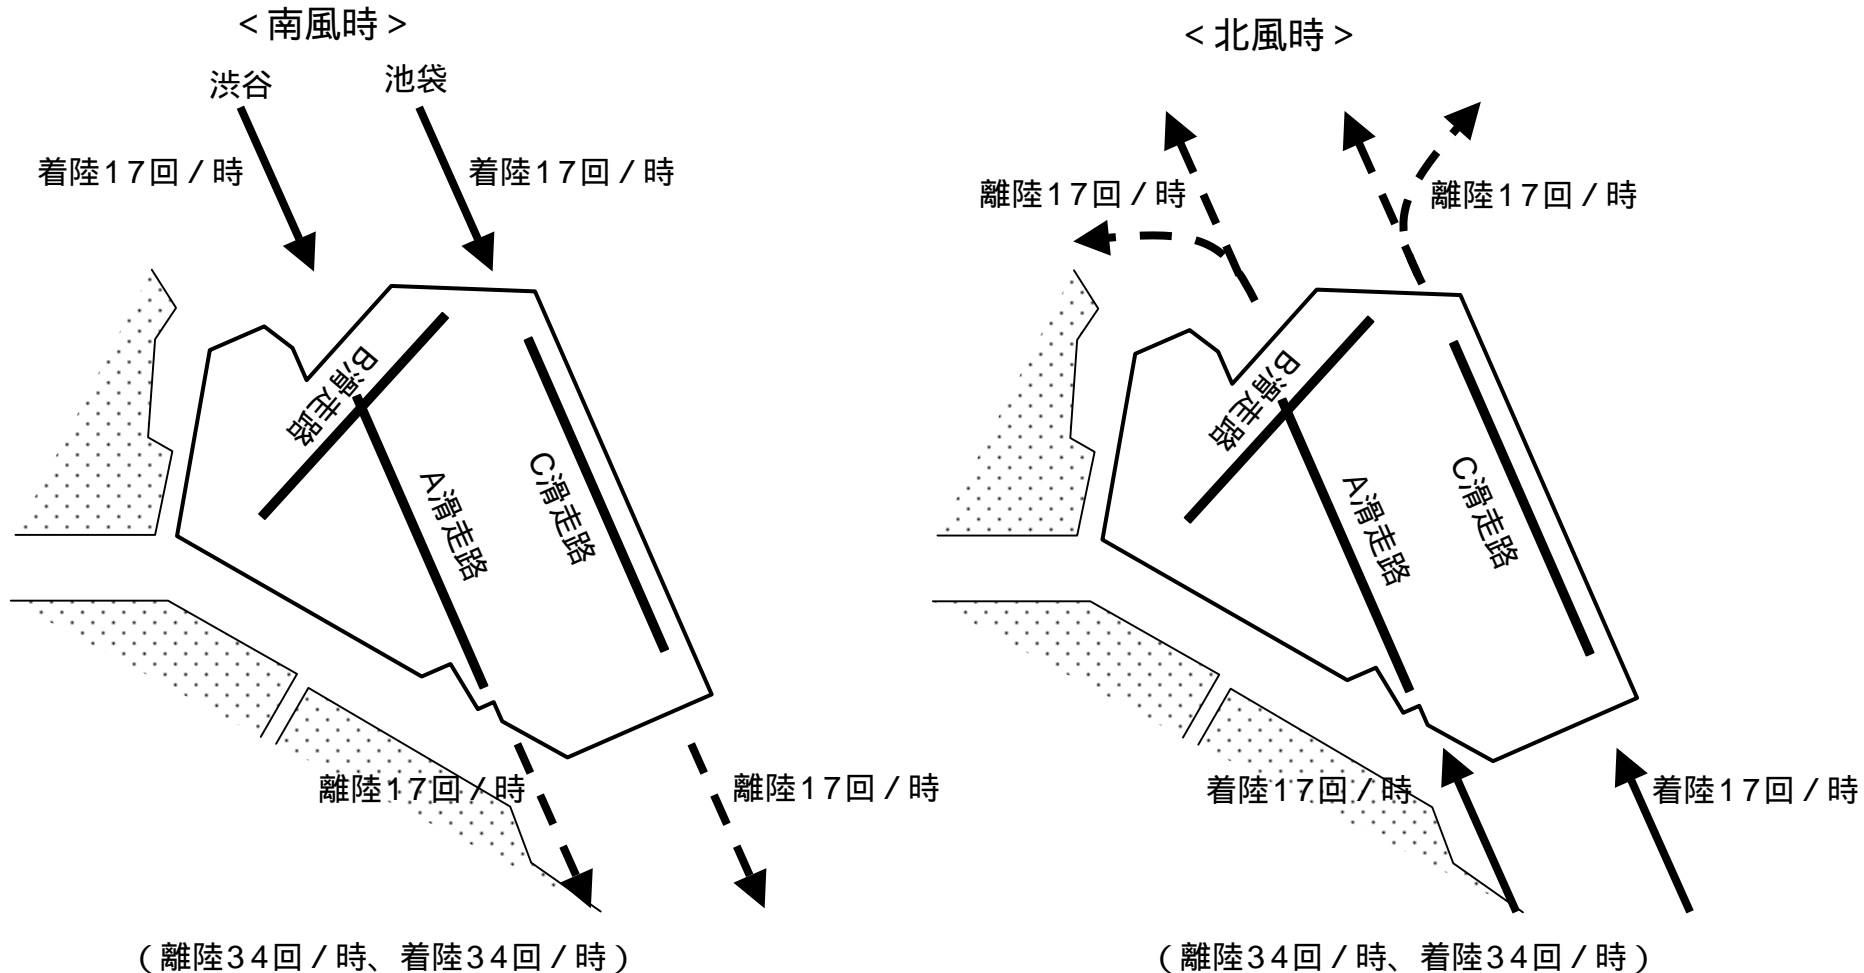 ＜南風時＞
渋谷
池袋
着陸17回／時
着陸17回／時
B滑走路
A滑走路
C滑走路
離陸17回／時
離陸17回／時
（離陸34回／時、着陸34回／時）
＜北風時＞
離陸17回／時
離陸17回／時
B滑走路
A滑走路
C滑走路
着陸17回／時
着陸17回／時
（離陸34回／時、着陸34回／時）